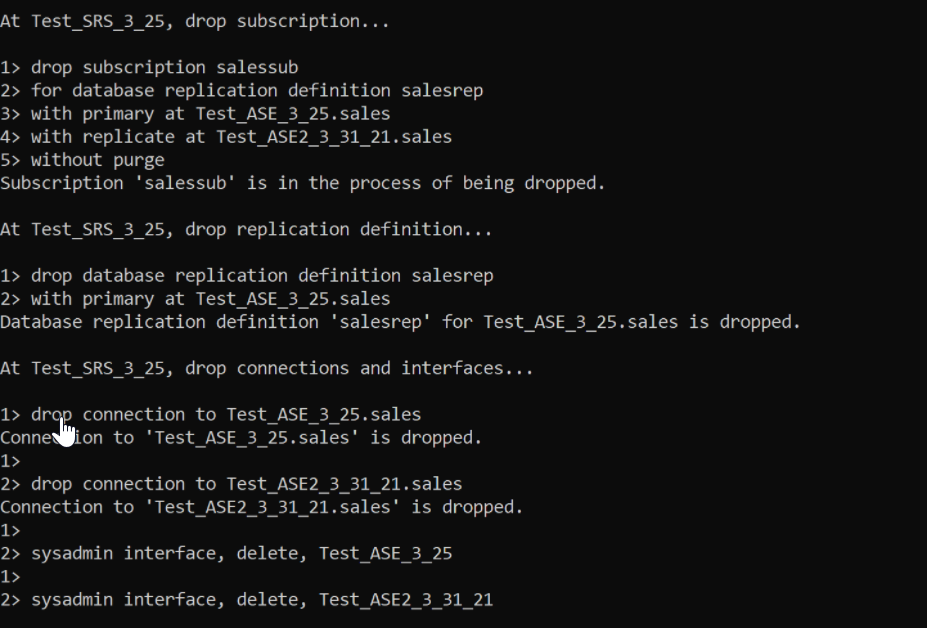 At Test_SRS_3_25, drop subscription...
1> drop subscription salessub
2> for database replication definition salesrep
3> with primary at Test_ASE_3_25.sales
4> with replicate at Test_ASE2_3_31_21.sales
5> without purge
Subscription 'salessub' is in the process of being dropped.
At Test_SRS_3_25, drop replication definition...
1> drop database replication definition salesrep
2> with primary at Test_ASE_3_25.sales
Database replication definition 'salesrep' for Test_ASE_3_25.sales is dropped.
At Test_SRS_3_25, drop connections and interfaces...
1> drop connection to Test_ASE_3_25.sales
Connection to 'Test_ASE_3_25.sales' is dropped.
1>
2> drop connection to Test_ASE2_3_31_21.sales
Connection to 'Test_ASE2_3_31_21.sales' is dropped.
1>
2> sysadmin interface, delete, Test_ASE_3_25
1>
2> sysadmin interface, delete, Test_ASE2_3_31_21